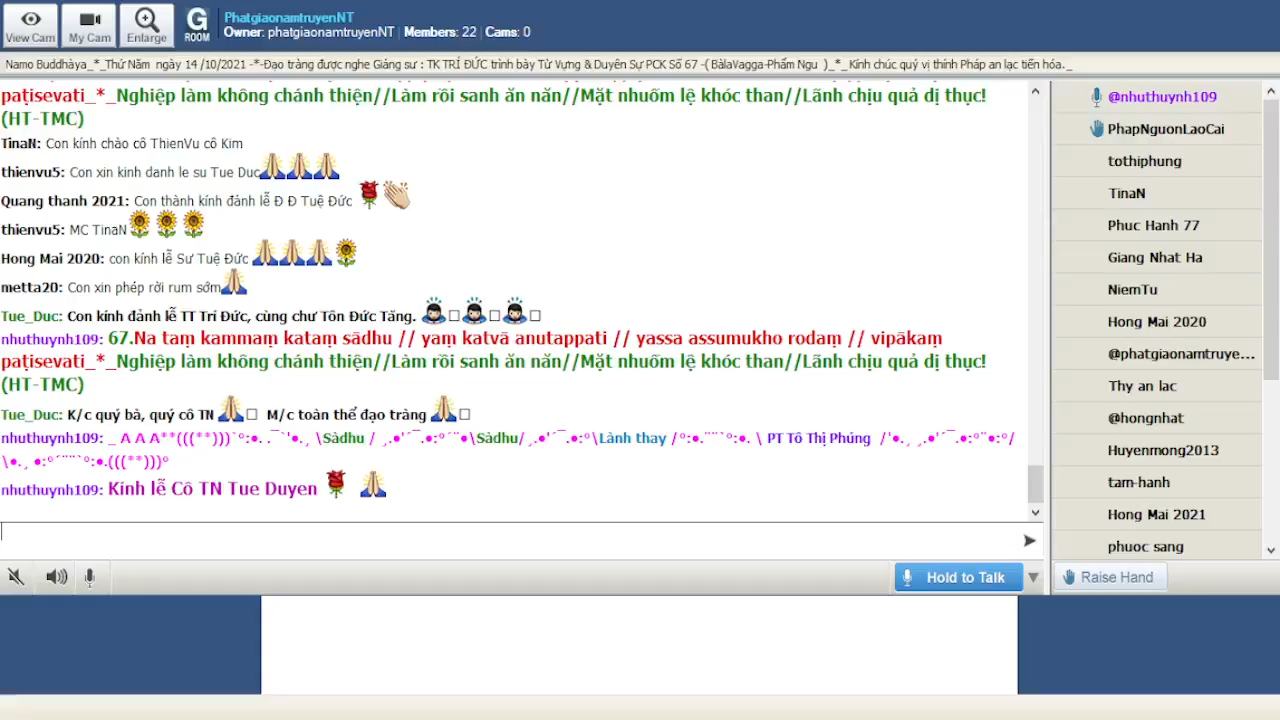 View Cam
My Cam
Enlarge
G
ROOM
PhatgiaonamtruyenNT
Owner: phatgiaonamtruyenNT | Members: 22 | Cams: 0
Namo Buddhàya_*_Thứ Năm ngày 14 /10/2021 -*-Đạo tràng được nghe Giảng sư : TK TRÍ ĐỨC trình bày Từ Vựng & Duyên Sự PCK Số 67 -( BàlaVagga-Phẩm Ngu )_*_ Kính chúc quý vị thính Pháp an lạc tiến hóa._
paṭisevati_*_Nghiệp làm không chánh thiện//Làm rồi sanh ăn năn//Mặt nhuốm lệ khóc than//Lãnh chịu quả dị thục!
(HT-TMC)
TinaN: Con kính chào cô ThienVu cô Kim
thienvu5: Con xin kinh danh le su Tue Duc
Quang thanh 2021: Con thành kính đảnh lễ Đ Đ Tuệ Đức
thienvu5: MC TinaN
Hong Mai 2020: con kính lễ Sư Tuệ Đức
metta20: Con xin phép rời rum sớm
Tue_Duc: Con kính đảnh lễ TT Trí Đức, cùng chư Tôn Đức Tăng.
nhuthuynh109: 67.Na taṃ kammaṃ kataṃ sādhu // yaṃ katvā anutappati // yassa assumukho rodaṃ // vipākaṃ
paṭisevati_*_Nghiệp làm không chánh thiện//Làm rồi sanh ăn năn//Mặt nhuốm lệ khóc than//Lãnh chịu quả dị thục!
(HT-TMC)
Tue_Duc: K/c quý bà, quý cô TN M/c toàn thể đạo tràng
nhuthuynh109: _ A A A**(((**)))`º:•. .¯`'•.¸ \Sàdhu / ¸.•'´¯.•:º´¨•\Sàdhu/¸.•'´¯.•:º\Lành thay /º:•.¨¨`º:•. \ PT Tô Thị Phúng /'•.¸ ¸.•'´¯.•:º¨•:º/
\•.¸ •:º´¨¨`º:•.(((**)))º
nhuthuynh109: Kính lễ Cô TN Tue Duyen
Hold to Talk
@nhuthuynh109
PhapNguonLaoCai
tothiphung
TinaN
Phuc Hanh 77
Giang Nhat Ha
NiemTu
Hong Mai 2020
@phatgiaonamtruye...
Thy an lac
@hongnhat
Huyenmong2013
tam-hanh
Hong Mai 2021
phuoc sang
Raise Hand